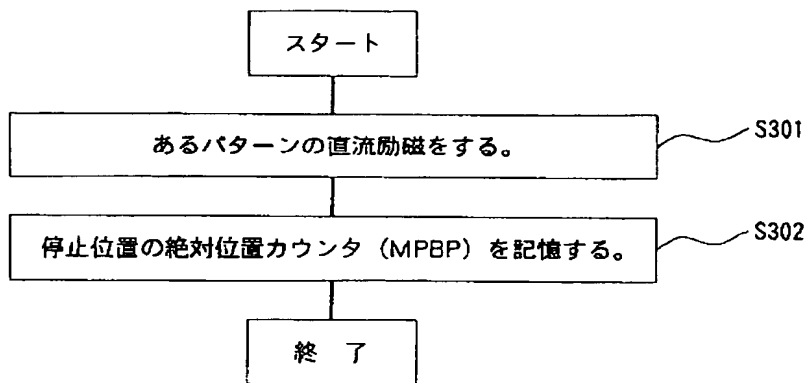 スタート
あるパターンの直流励磁をする。
S301
停止位置の絶対位置カウンタ（MPBP）を記憶する。
S302
終 了